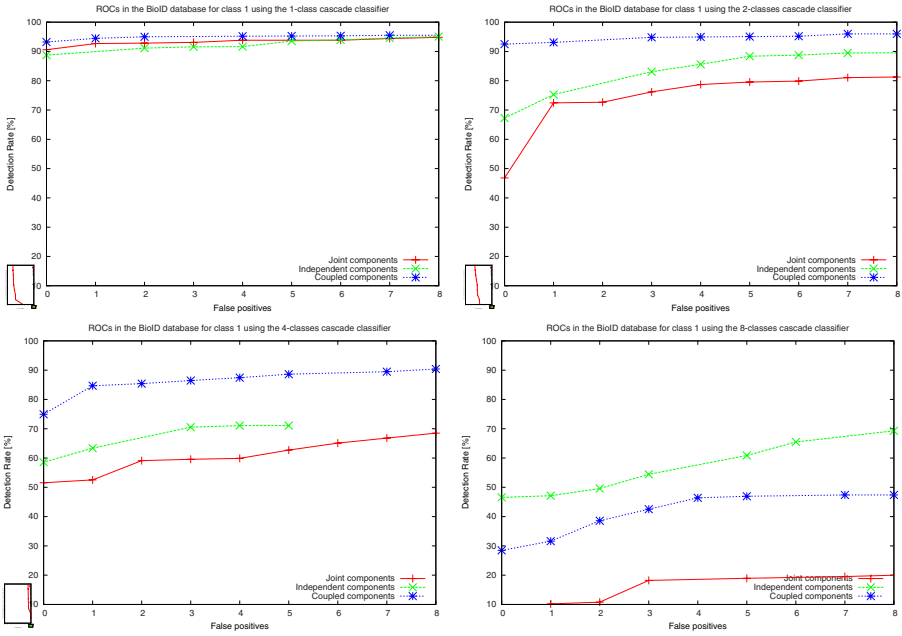 ROCs in the BioID database for class 1 using the 1-class cascade classifier
100
90
80
70
60
50
40
30
20
10
Detection Rate [%]
Joint components
Independent components
Coupled components
0 1 2 3 4 5 6 7 8
False positives
ROCs in the BioID database for class 1 using the 2-classes cascade classifier
100
90
80
70
60
50
40
30
20
10
Detection Rate [%]
Joint components
Independent components
Coupled components
0 1 2 3 4 5 6 7 8
False positives
ROCs in the BioID database for class 1 using the 4-classes cascade classifier
100
90
80
70
60
50
40
30
20
10
Detection Rate [%]
Joint components
Independent components
Coupled components
0 1 2 3 4 5 6 7 8
False positives
ROCs in the BioID database for class 1 using the 8-classes cascade classifier
100
90
80
70
60
50
40
30
20
10
Detection Rate [%]
Joint components
Independent components
Coupled components
0 1 2 3 4 5 6 7 8
False positives